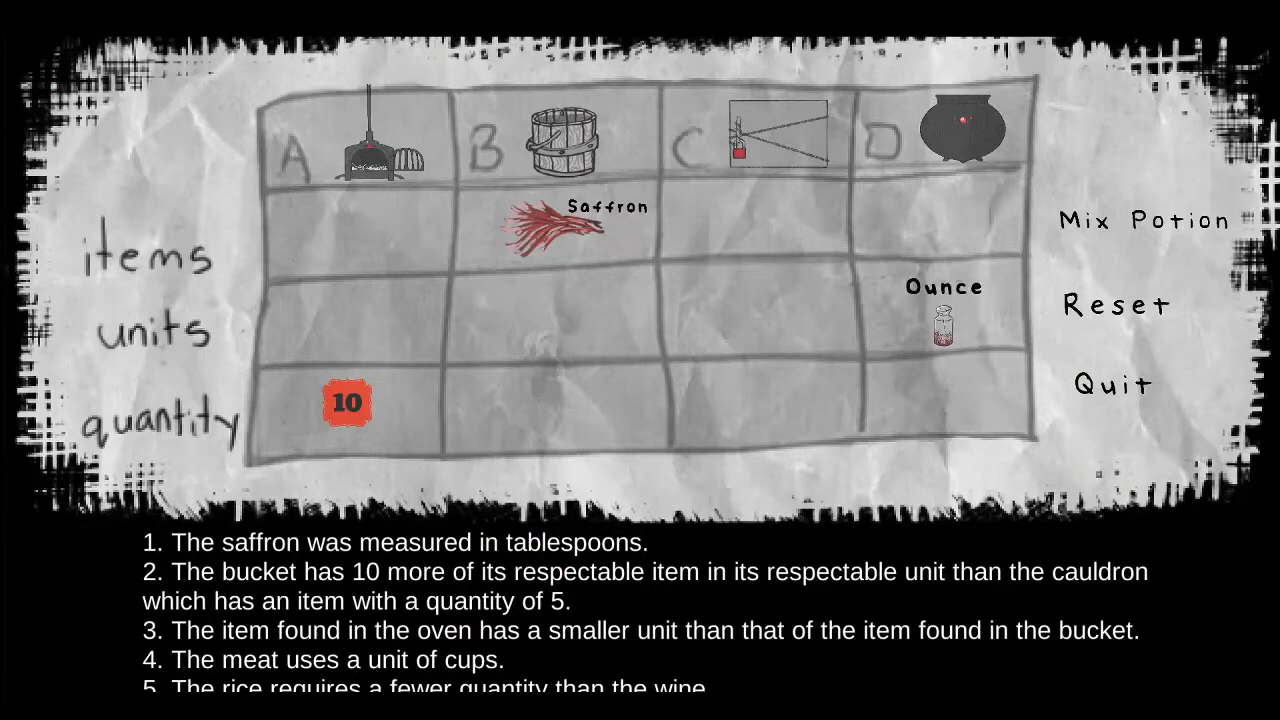 A B C D
Saffron
items
Mix Potion
Ounce
units
Reset
10
quantity
Quit
1. The saffron was measured in tablespoons.
2. The bucket has 10 more of its respectable item in its respectable unit than the cauldron
which has an item with a quantity of 5.
3. The item found in the oven has a smaller unit than that of the item found in the bucket.
4. The meat uses a unit of cups.
5. The rice requires a fewer quantity than the wine